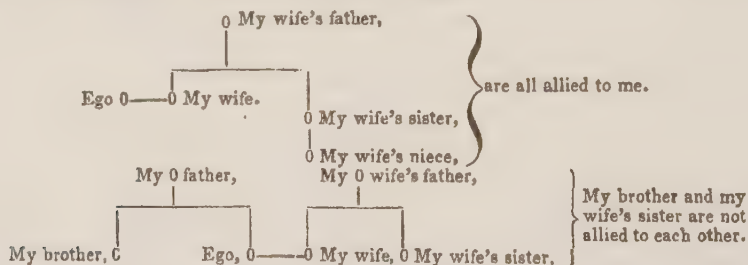 0 My wife's father,
Ego 0—0 My wife.
are all allied to me.
0 My wife's sister,
0 My wife's niece,
My 0 father,
My 0 wife's father,
My brother and my
wife's sister are not
allied to each other.
My brother, 0
Ego, 0—0 My wife, 0 My wife's sister,